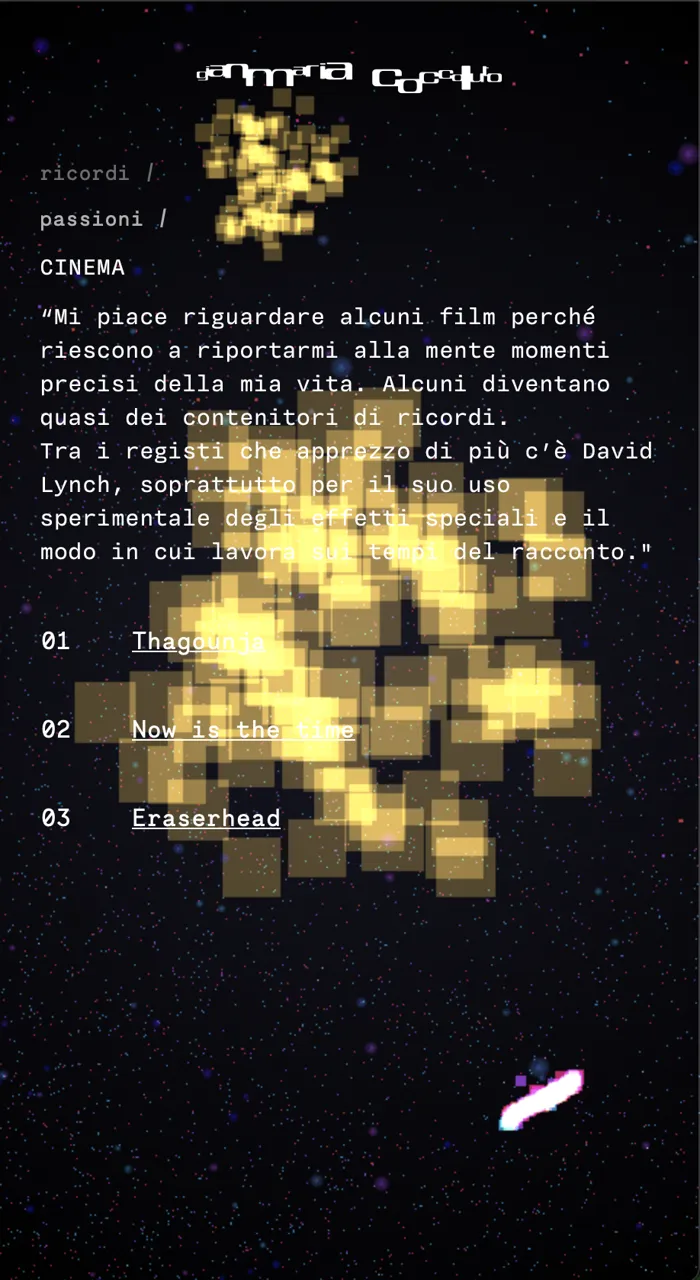 gianmaria coccoluto
ricordi /
passioni /
CINEMA
“Mi piace riguardare alcuni film perché
riescono a riportarmi alla mente momenti
precisi della mia vita. Alcuni diventano
quasi dei contenitori di ricordi.
Tra i registi che apprezzo di più c’è David
Lynch, soprattutto per il suo uso
sperimentale degli effetti speciali e il
modo in cui lavora sui tempi del racconto."
01 Thagounja
02 Now is the time
03 Eraserhead